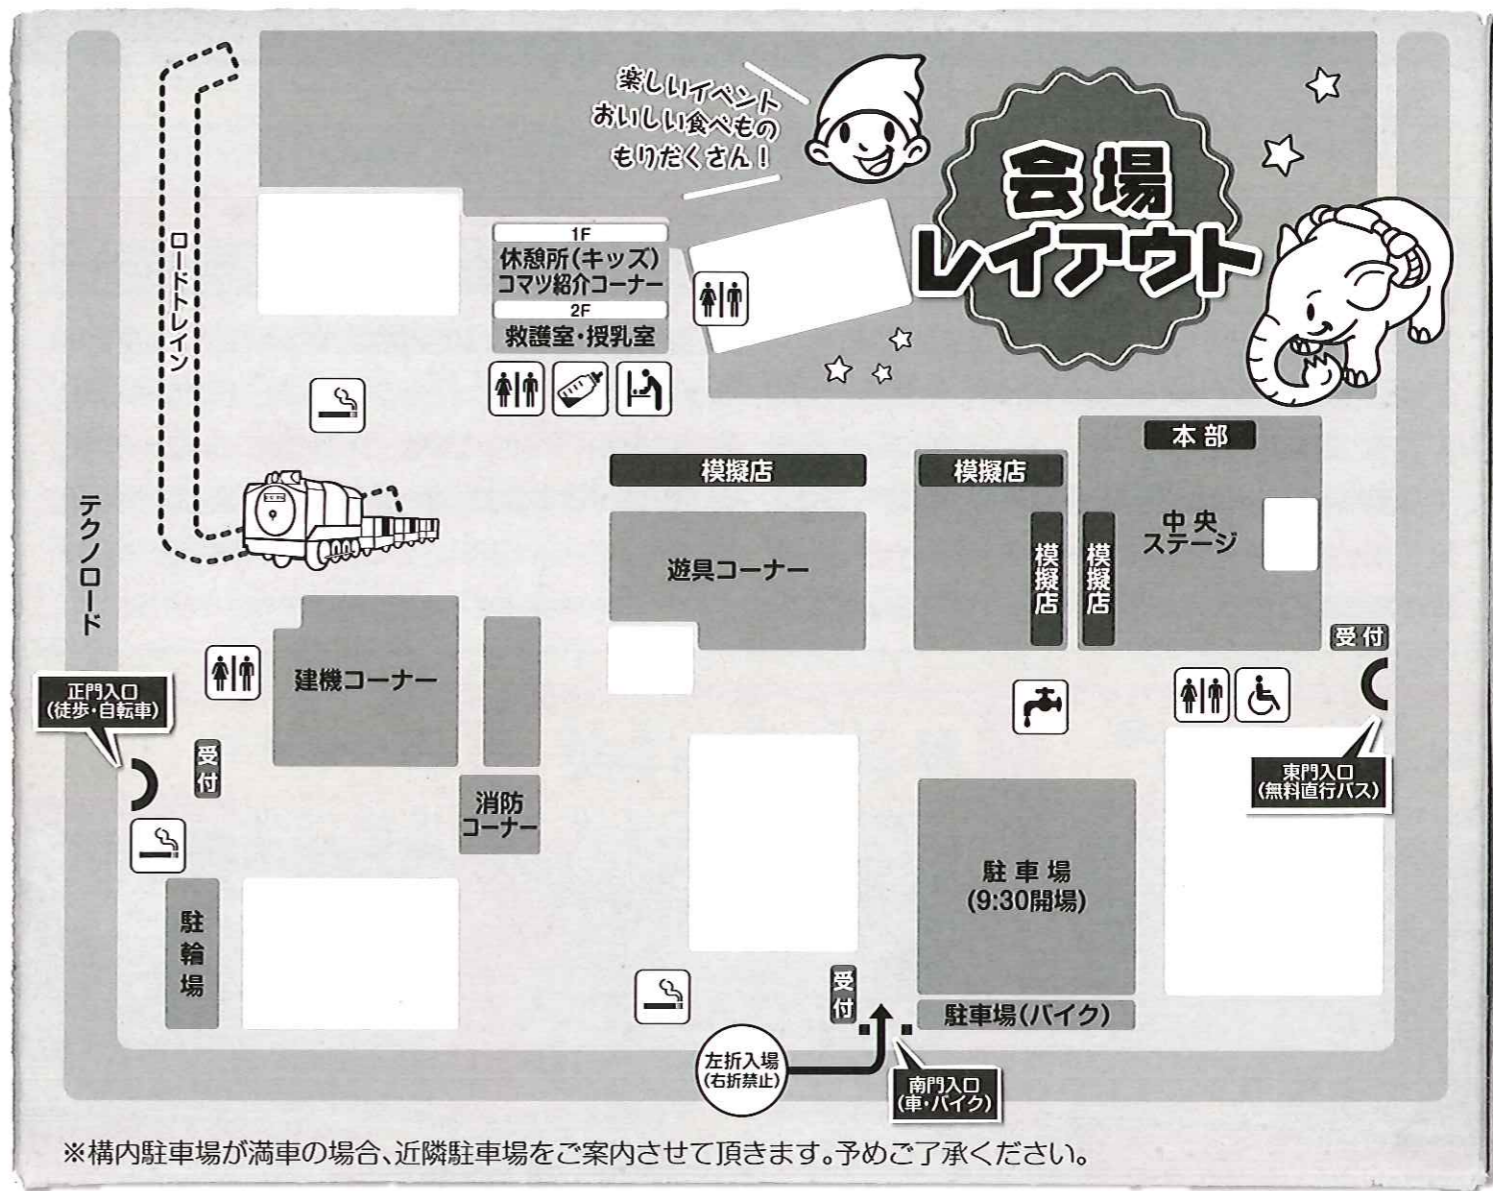 楽しいイベント
おいしい食べもの
もりだくさん!
会場
レイアウト
ロードトレイン
1F
休憩所(キッズ)
コマツ紹介コーナー
2F
救護室・授乳室
テクノロード
模擬店
模擬店
本部
遊具コーナー
模擬店
模擬店
中央
ステージ
受付
正門入口
(徒歩・自転車)
建機コーナー
受付
東門入口
(無料直行バス)
消防
コーナー
駐車場
(9:30開場)
駐輪場
受付
駐車場(バイク)
左折入場
(右折禁止)
南門入口
(車・バイク)
※構内駐車場が満車の場合、近隣駐車場をご案内させて頂きます。予めご了承ください。